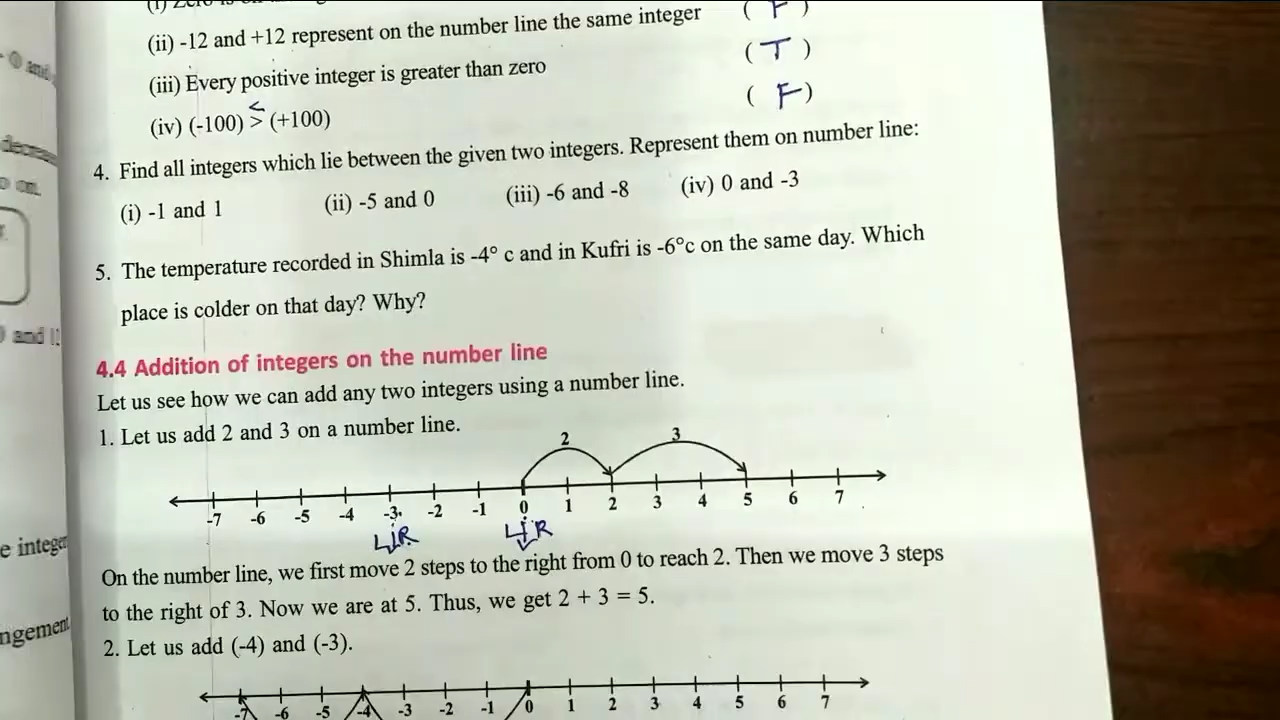 (ii) -12 and +12 represent on the number line the same integer ( F )
(iii) Every positive integer is greater than zero ( T )
(iv) (-100) > (+100) ( F )
<
4. Find all integers which lie between the given two integers. Represent them on number line:
(i) -1 and 1 (ii) -5 and 0 (iii) -6 and -8 (iv) 0 and -3
5. The temperature recorded in Shimla is -4° c and in Kufri is -6°c on the same day. Which
place is colder on that day? Why?
4.4 Addition of integers on the number line
Let us see how we can add any two integers using a number line.
1. Let us add 2 and 3 on a number line.
2 3
-7 -6 -5 -4 -3 -2 -1 0 1 2 3 4 5 6 7
L R L R
On the number line, we first move 2 steps to the right from 0 to reach 2. Then we move 3 steps
to the right of 3. Now we are at 5. Thus, we get 2 + 3 = 5.
2. Let us add (-4) and (-3).
-7 -6 -5 -4 -3 -2 -1 0 1 2 3 4 5 6 7
and
and 12
e integer
ngement